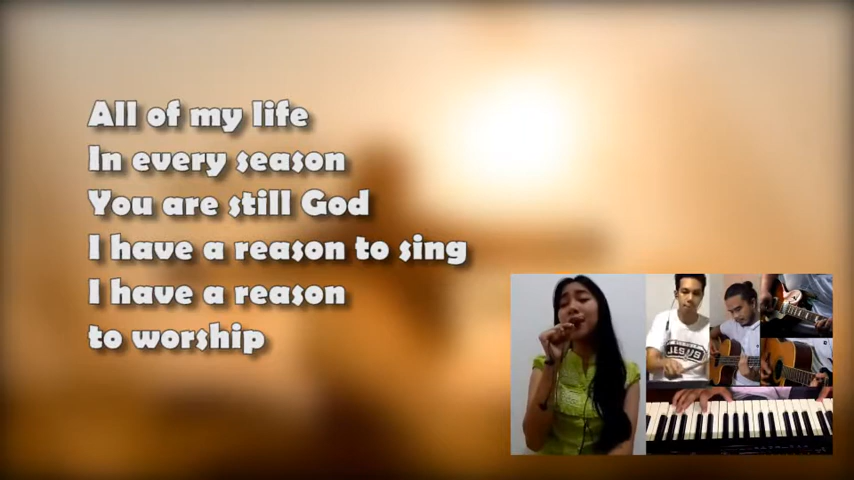 All of my life
In every season
You are still God
I have a reason to sing
I have a reason
to worship
JESUS